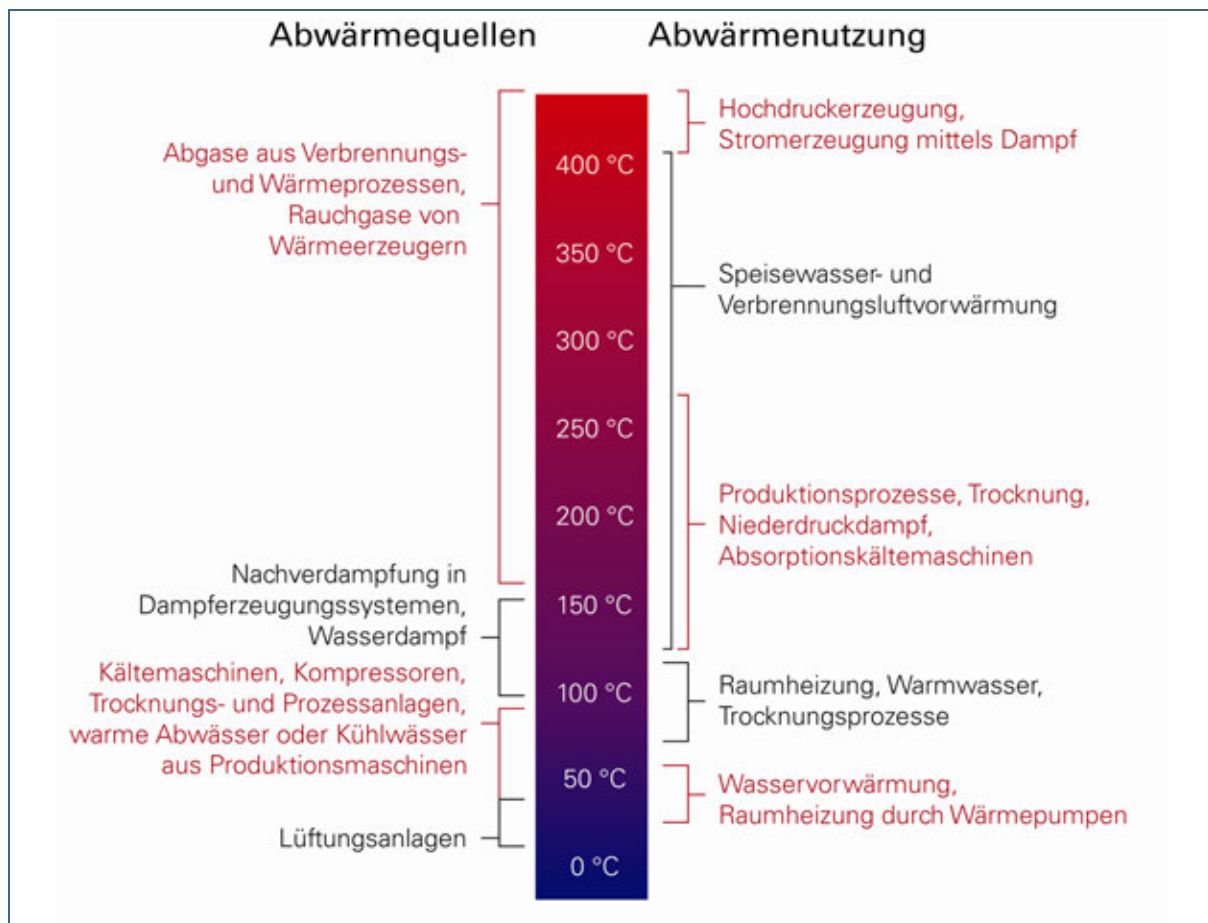 Abwärmequellen
Abwärmenutzung
Abgase aus Verbrennungs-
und Wärmeprozessen,
Rauchgase von
Wärmeerzeugern
Nachverdampfung in
Dampferzeugungssystemen,
Wasserdampf
Kältemaschinen, Kompressoren,
Trocknungs- und Prozessanlagen,
warme Abwässer oder Kühlwässer
aus Produktionsmaschinen
Lüftungsanlagen
400 °C
350 °C
300 °C
250 °C
200 °C
150 °C
100 °C
50 °C
0 °C
Hochdruckerzeugung,
Stromerzeugung mittels Dampf
Speisewasser- und
Verbrennungsluftvorwärmung
Produktionsprozesse, Trocknung,
Niederdruckdampf,
Absorptionskältemaschinen
Raumheizung, Warmwasser,
Trocknungsprozesse
Wasservorwärmung,
Raumheizung durch Wärmepumpen